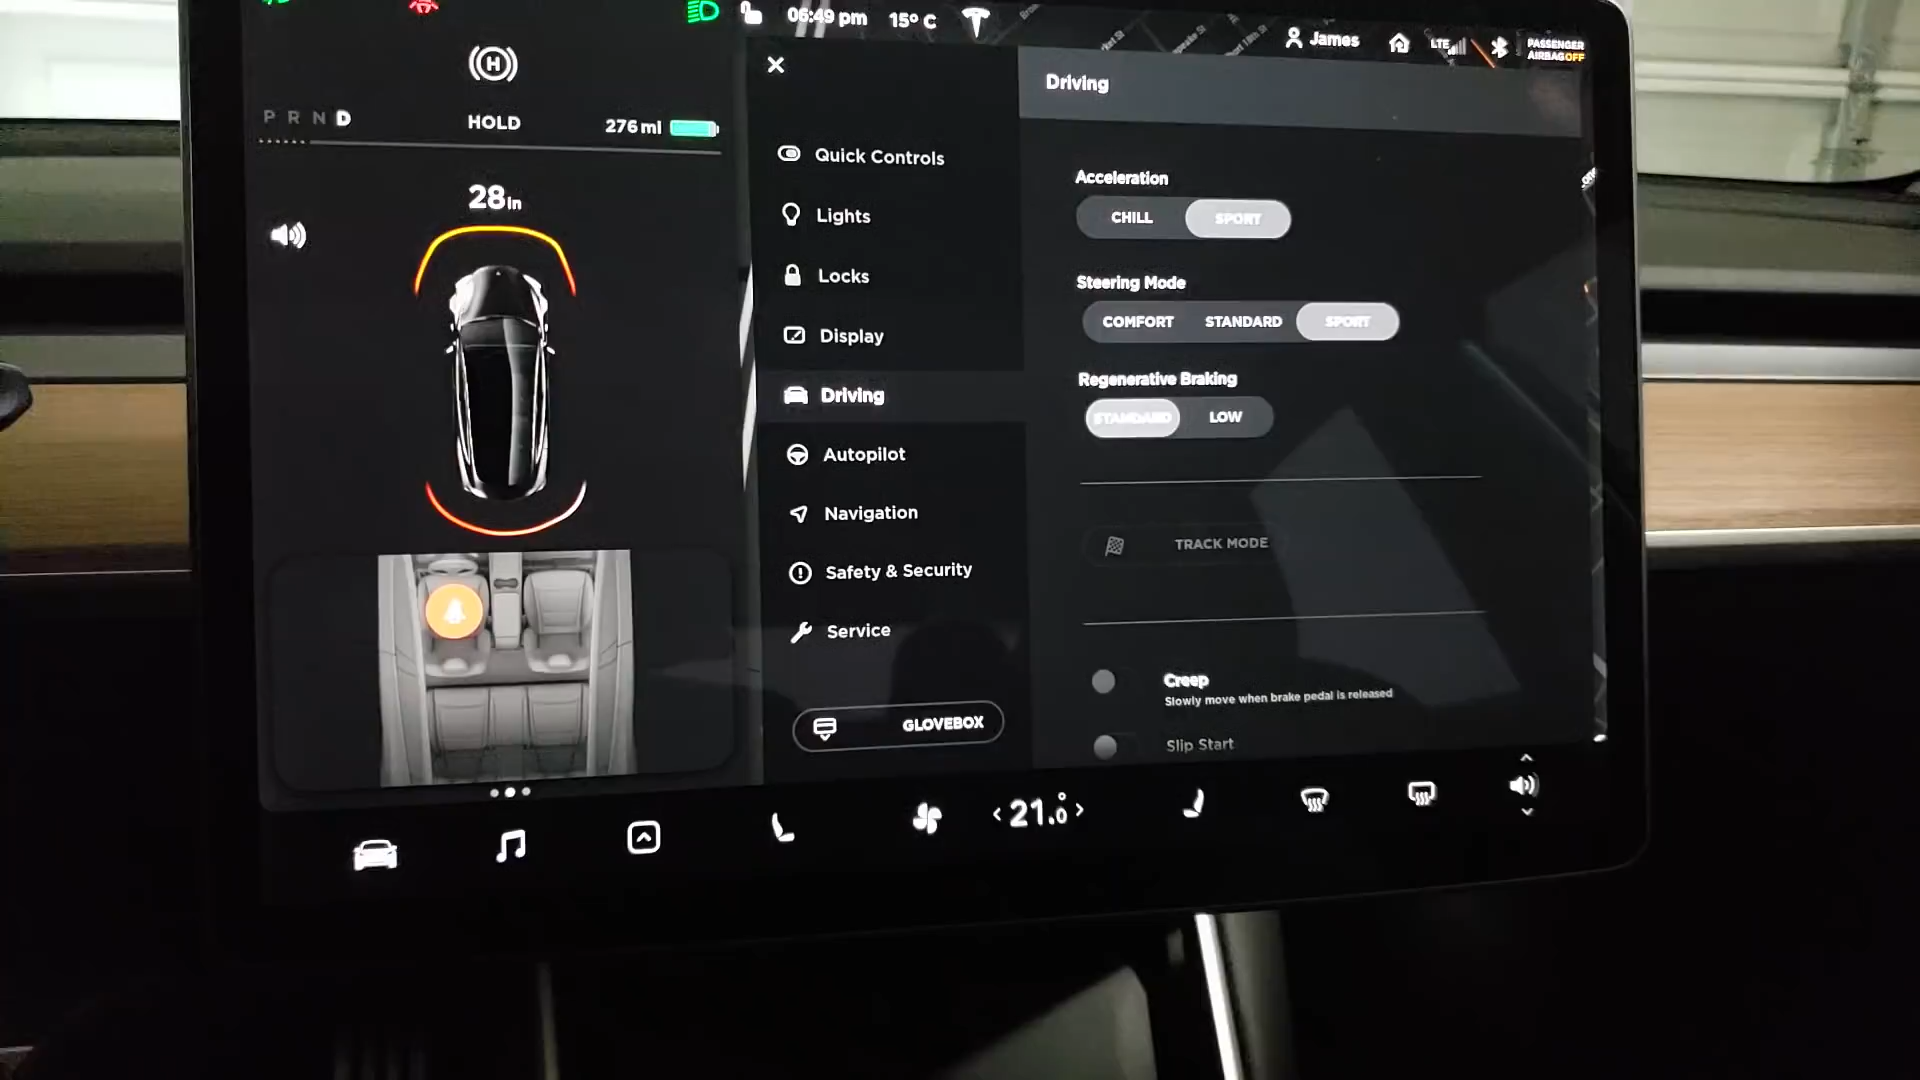 06:49 pm 15° C
James
LTE
PASSENGER
AIRBAG OFF
H
P R N D
HOLD
276 mi
28in
Quick Controls
Lights
Locks
Display
Driving
Autopilot
Navigation
Safety & Security
Service
GLOVEBOX
Driving
Acceleration
CHILL SPORT
Steering Mode
COMFORT STANDARD SPORT
Regenerative Braking
STANDARD LOW
TRACK MODE
Creep
Slowly move when brake pedal is released
Slip Start
< 21.0° >